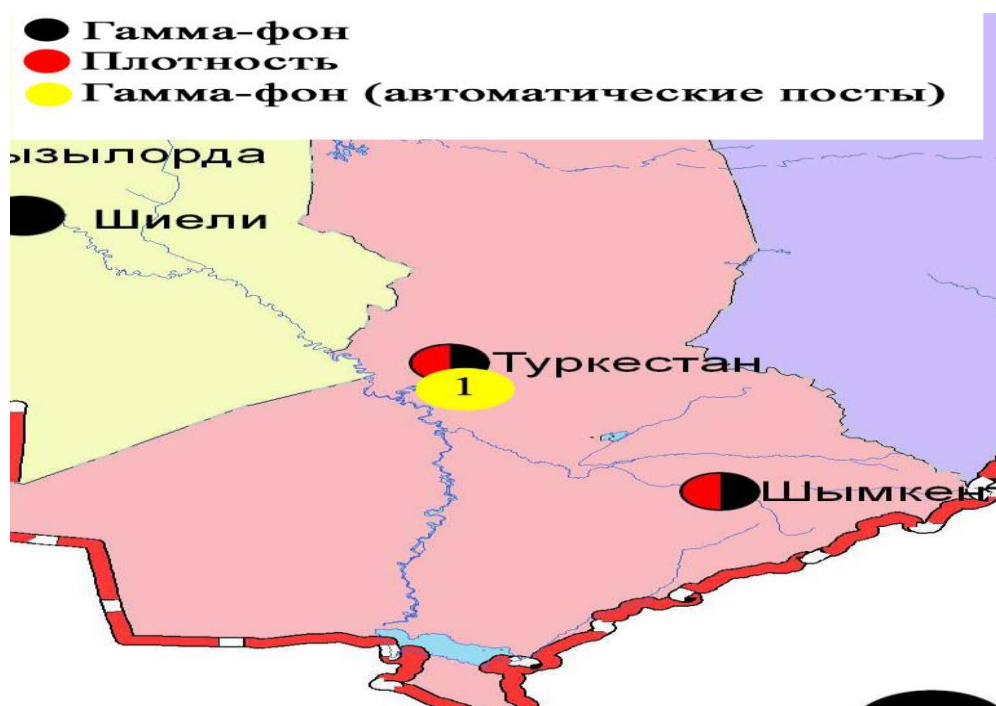 Гамма-фон
Плотность
Гамма-фон (автоматические посты)
ызылорда
Шиели
Туркестан
1
Шымкен